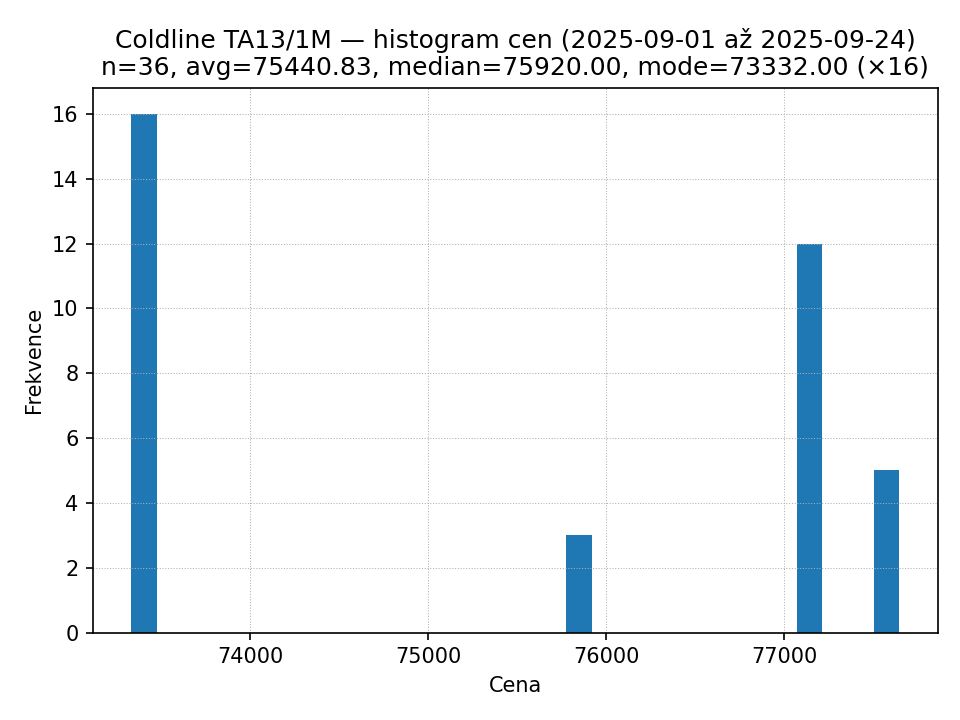 Coldline TA13/1M — histogram cen (2025-09-01 až 2025-09-24)
n=36, avg=75440.83, median=75920.00, mode=73332.00 (×16)
16
14
12
10
8
6
4
2
0
Frekvence
74000 75000 76000 77000
Cena